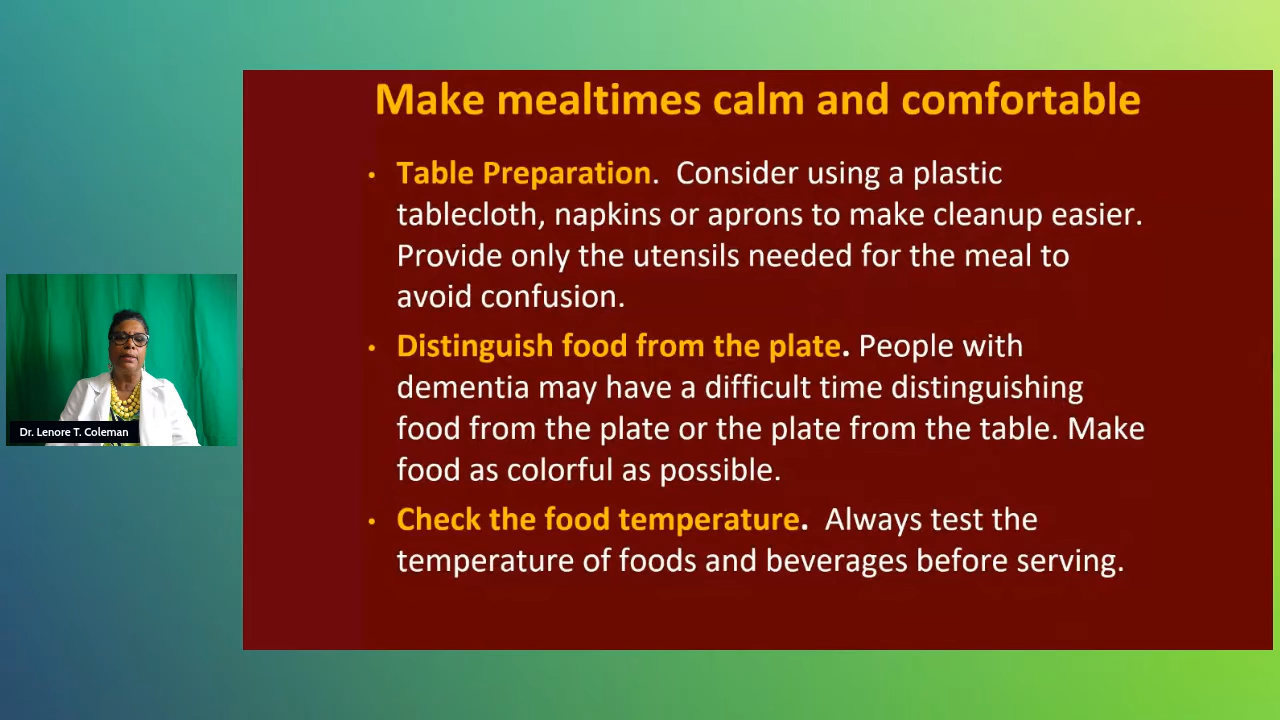 Make mealtimes calm and comfortable
• Table Preparation.  Consider using a plastic
tablecloth, napkins or aprons to make cleanup easier.
Provide only the utensils needed for the meal to
avoid confusion.
• Distinguish food from the plate. People with
dementia may have a difficult time distinguishing
food from the plate or the plate from the table. Make
food as colorful as possible.
• Check the food temperature.  Always test the
temperature of foods and beverages before serving.
Dr. Lenore T. Coleman